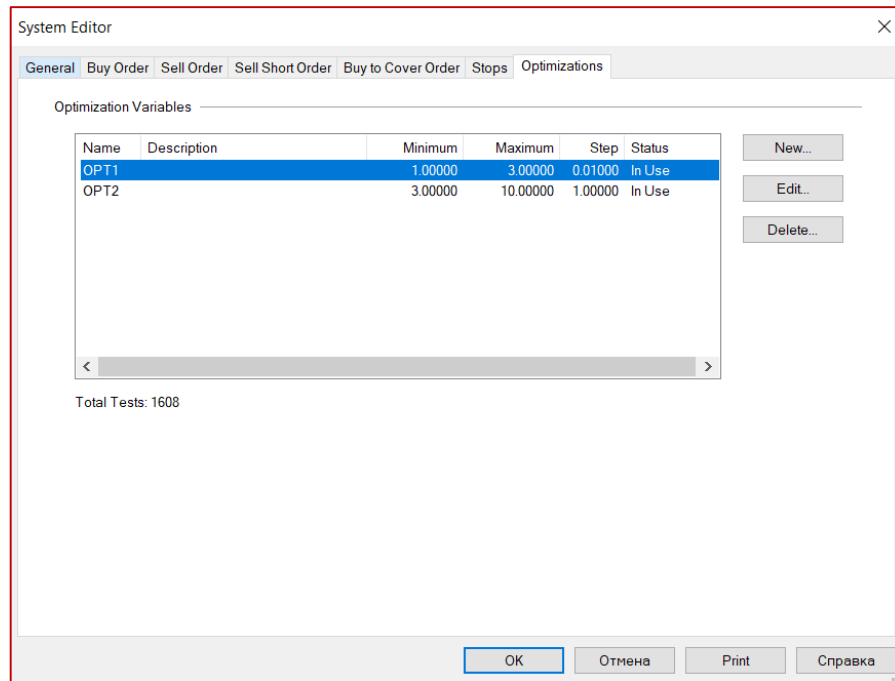 System Editor
General Buy Order Sell Order Sell Short Order Buy to Cover Order Stops Optimizations
Optimization Variables
Name Description Minimum Maximum Step Status
OPT1 1.00000 3.00000 0.01000 In Use
OPT2 3.00000 10.00000 1.00000 In Use
New...
Edit...
Delete...
Total Tests: 1608
OK Отмена Print Справка